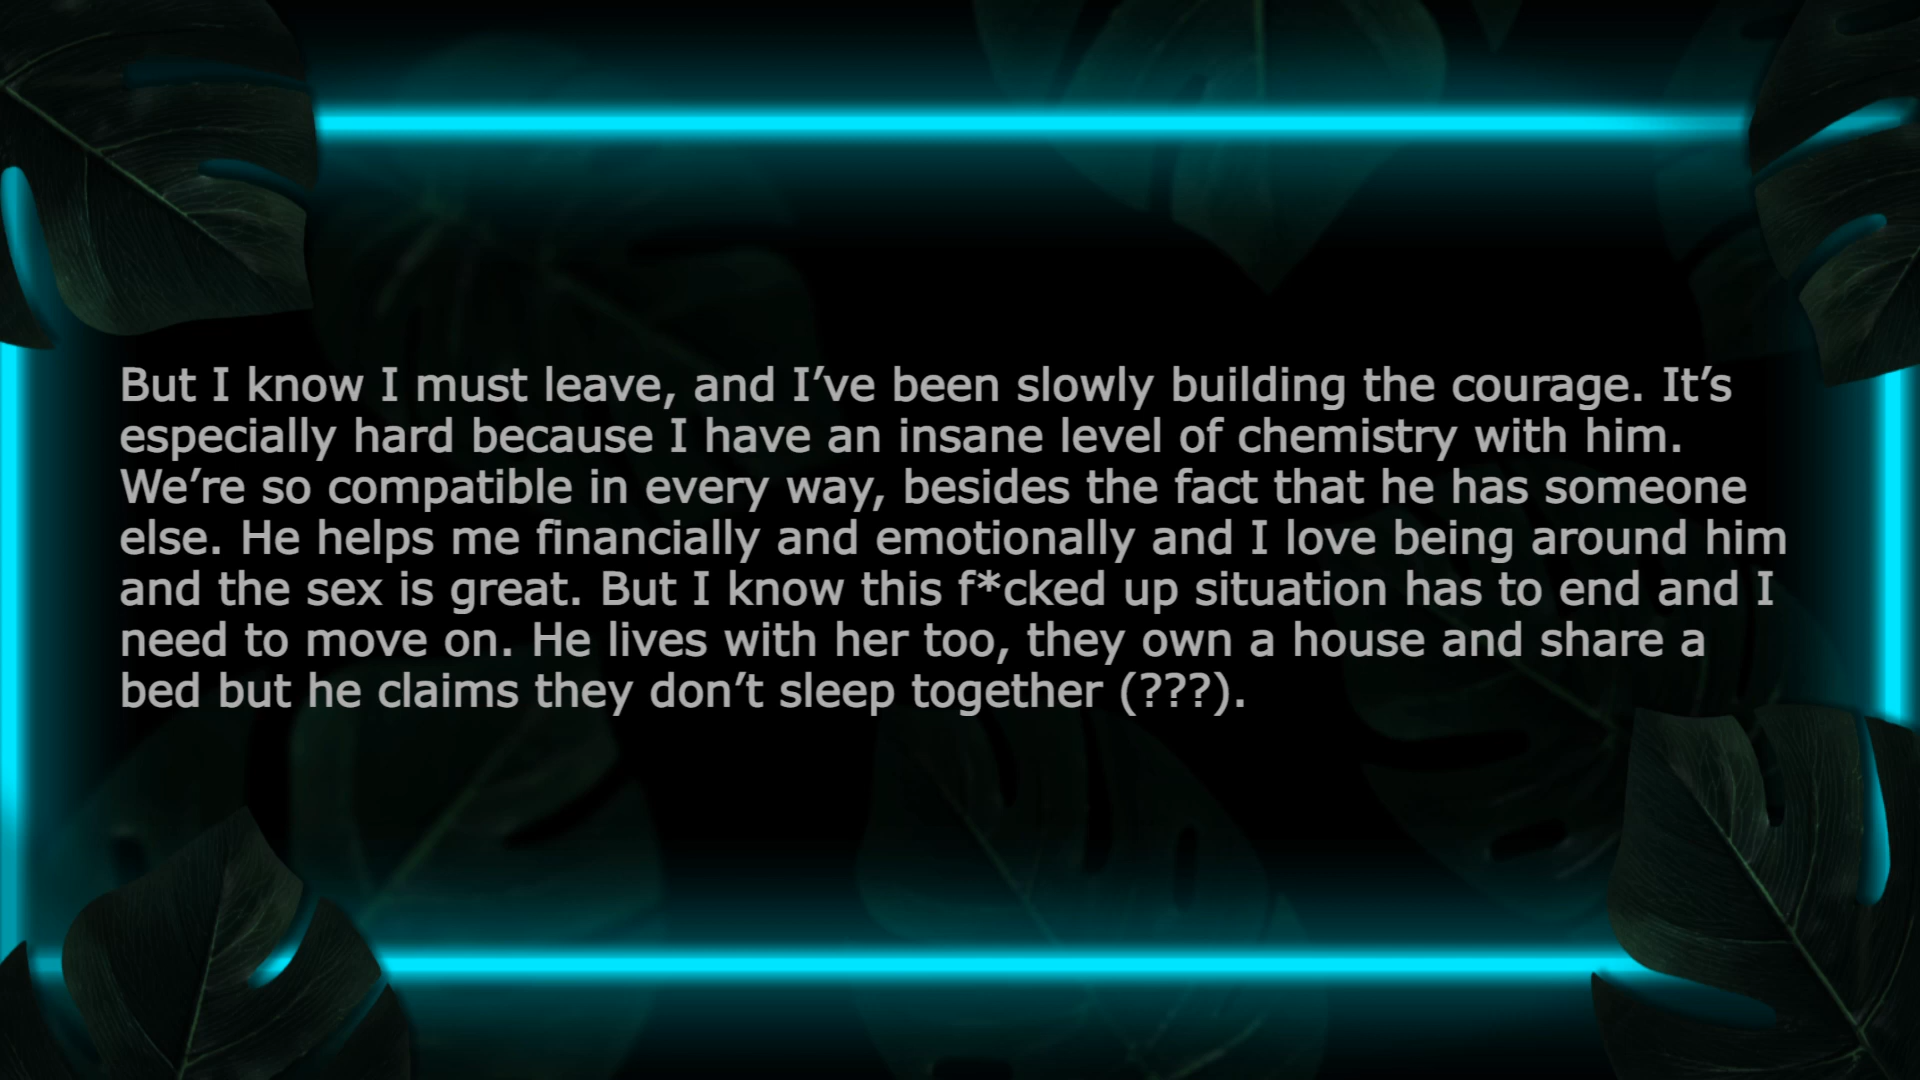 But I know I must leave, and I’ve been slowly building the courage. It’s
especially hard because I have an insane level of chemistry with him.
We’re so compatible in every way, besides the fact that he has someone
else. He helps me financially and emotionally and I love being around him
and the sex is great. But I know this f*cked up situation has to end and I
need to move on. He lives with her too, they own a house and share a
bed but he claims they don’t sleep together (???).